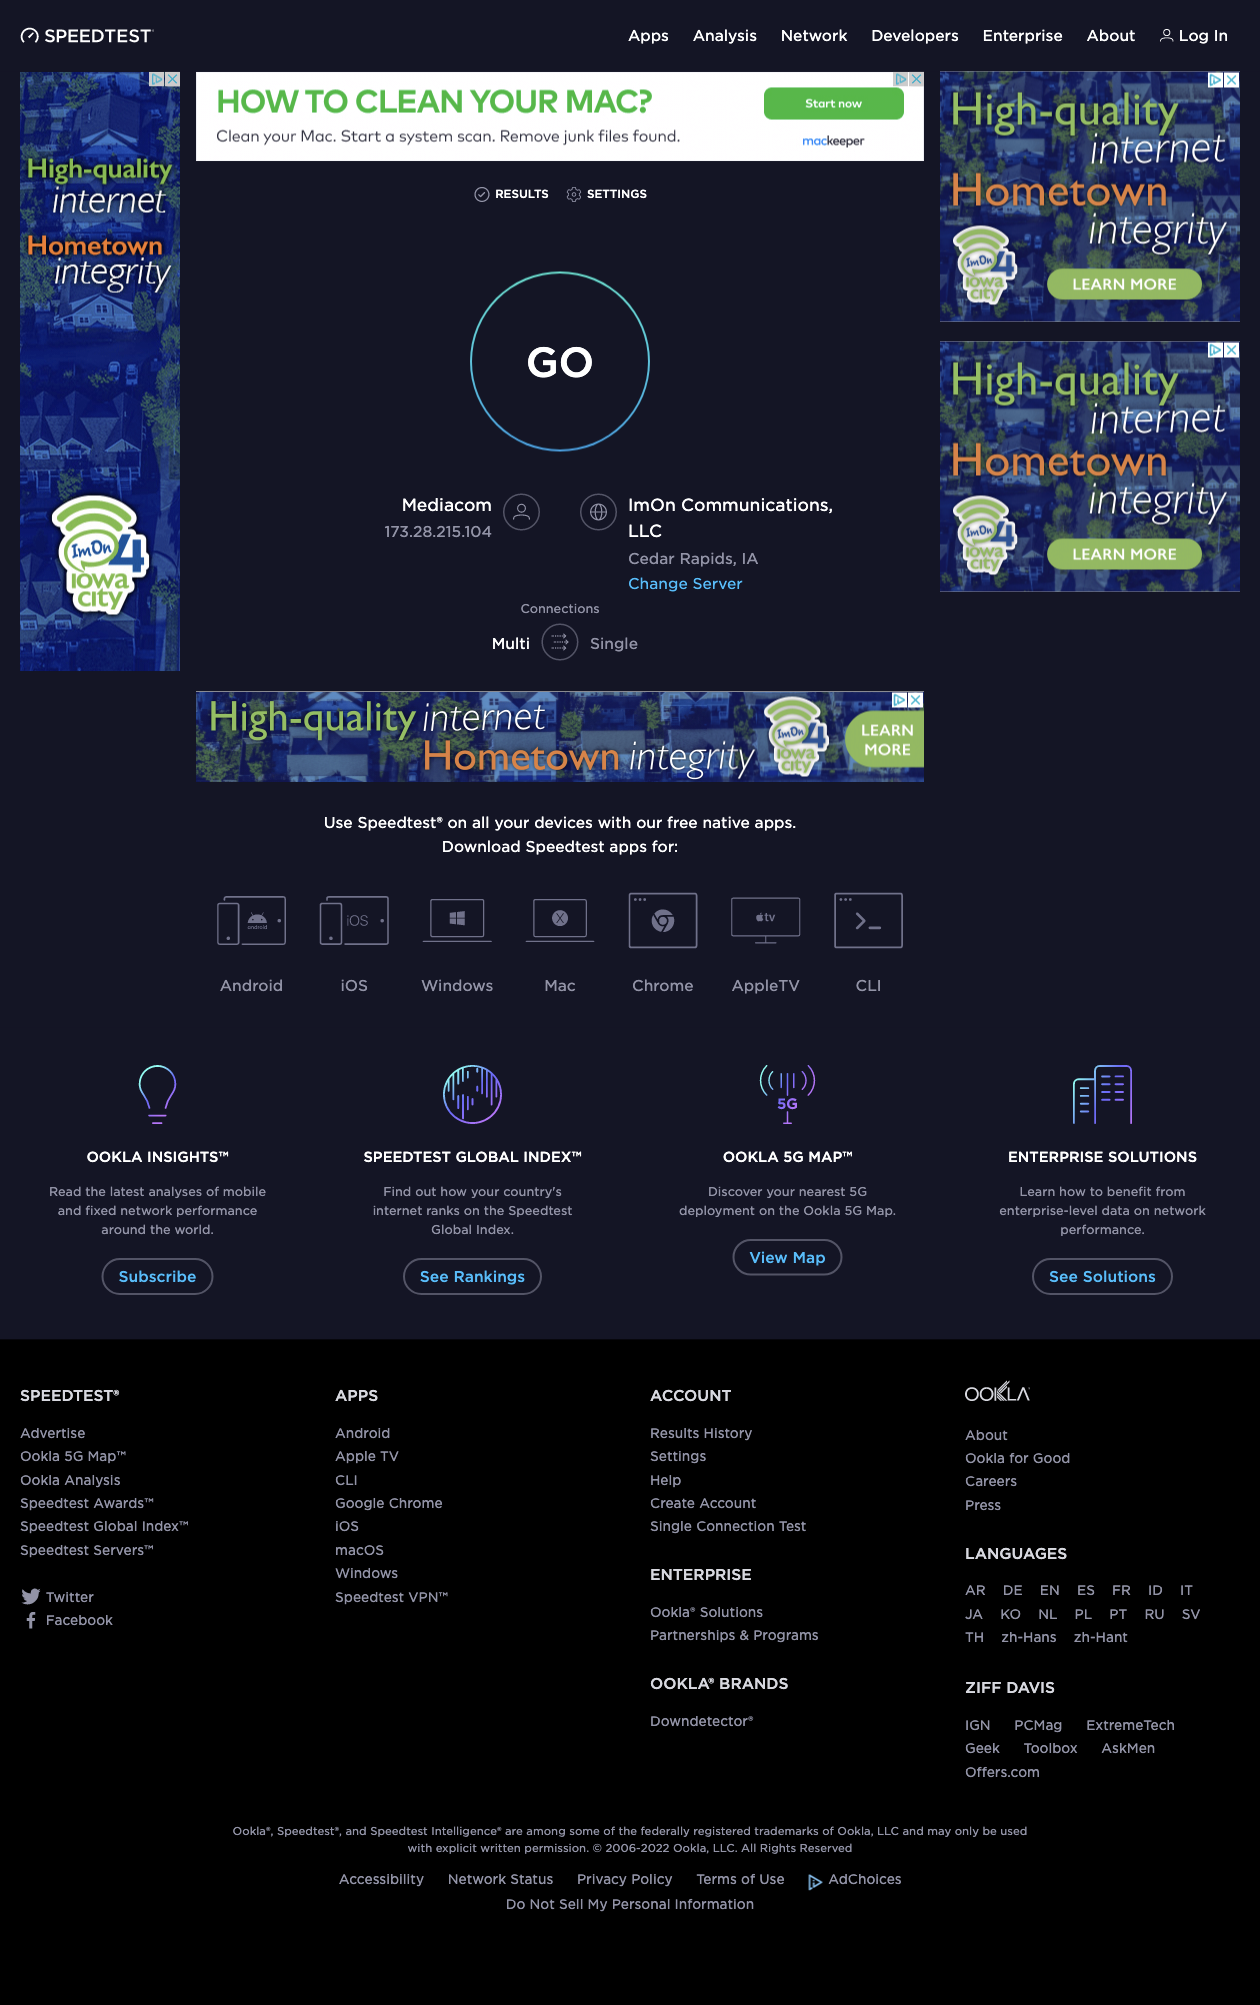 SPEEDTEST
Apps Analysis Network Developers Enterprise About Log In
High-quality
internet
Hometown
integrity
ImOn 4
iowa
city
HOW TO CLEAN YOUR MAC?
Clean your Mac. Start a system scan. Remove junk files found.
Start now
mackeeper
High-quality
internet
Hometown
integrity
ImOn 4
iowa
city
LEARN MORE
RESULTS SETTINGS
GO
High-quality
internet
Hometown
integrity
ImOn 4
iowa
city
LEARN MORE
Mediacom
173.28.215.104
ImOn Communications,
LLC
Cedar Rapids, IA
Change Server
Connections
Multi Single
High-quality internet
Hometown integrity
ImOn 4
iowa
city
LEARN
MORE
Use Speedtest® on all your devices with our free native apps.
Download Speedtest apps for:
android
iOS
X
tv
Android iOS Windows Mac Chrome AppleTV CLI
5G
OOKLA INSIGHTS™
Read the latest analyses of mobile
and fixed network performance
around the world.
Subscribe
SPEEDTEST GLOBAL INDEX™
Find out how your country's
internet ranks on the Speedtest
Global Index.
See Rankings
OOKLA 5G MAP™
Discover your nearest 5G
deployment on the Ookla 5G Map.
View Map
ENTERPRISE SOLUTIONS
Learn how to benefit from
enterprise-level data on network
performance.
See Solutions
SPEEDTEST®
Advertise
Ookla 5G Map™
Ookla Analysis
Speedtest Awards™
Speedtest Global Index™
Speedtest Servers™
Twitter
Facebook
APPS
Android
Apple TV
CLI
Google Chrome
iOS
macOS
Windows
Speedtest VPN™
ACCOUNT
Results History
Settings
Help
Create Account
Single Connection Test
ENTERPRISE
Ookla® Solutions
Partnerships & Programs
OOKLA® BRANDS
Downdetector®
OOKLA
About
Ookla for Good
Careers
Press
LANGUAGES
AR DE EN ES FR ID IT
JA KO NL PL PT RU SV
TH zh-Hans zh-Hant
ZIFF DAVIS
IGN PCMag ExtremeTech
Geek Toolbox AskMen
Offers.com
Ookla®, Speedtest®, and Speedtest Intelligence® are among some of the federally registered trademarks of Ookla, LLC and may only be used
with explicit written permission. © 2006-2022 Ookla, LLC. All Rights Reserved
Accessibility Network Status Privacy Policy Terms of Use AdChoices
Do Not Sell My Personal Information